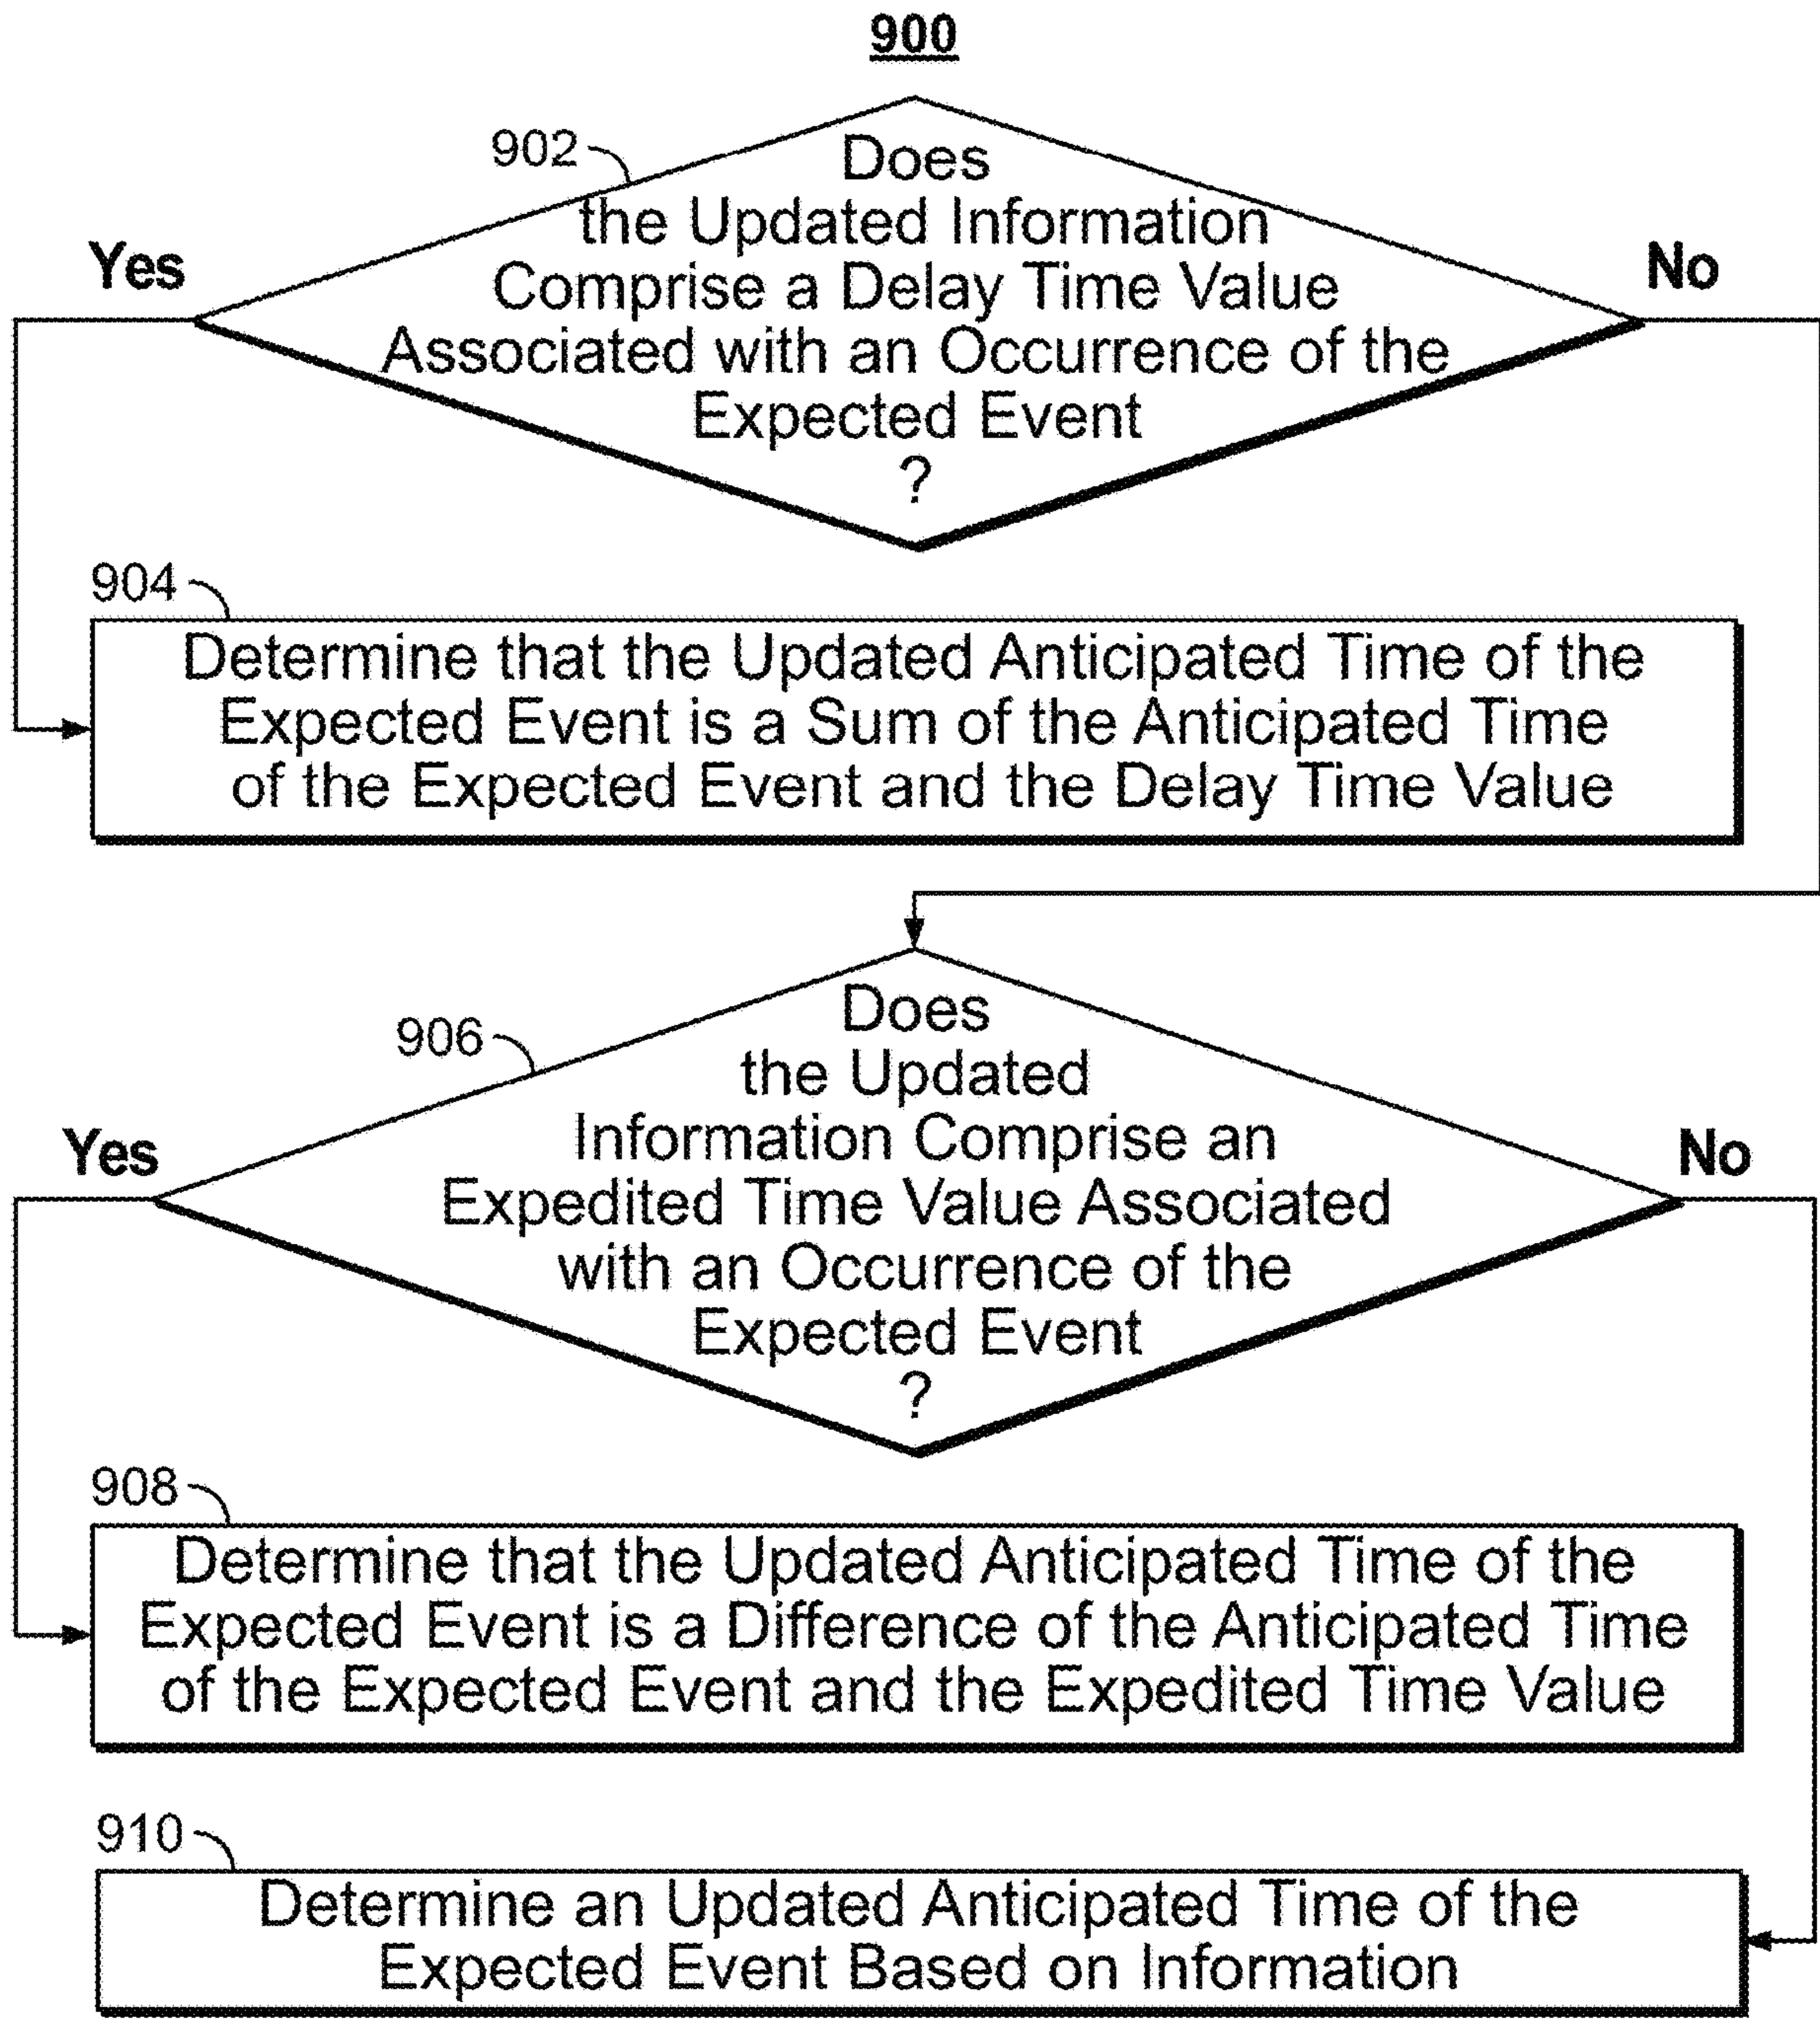 900
902
Does
the Updated Information
Comprise a Delay Time Value
Associated with an Occurrence of the
Expected Event
?
Yes
No
904
Determine that the Updated Anticipated Time of the
Expected Event is a Sum of the Anticipated Time
of the Expected Event and the Delay Time Value
906
Does
the Updated
Information Comprise an
Expedited Time Value Associated
with an Occurrence of the
Expected Event
?
Yes
No
908
Determine that the Updated Anticipated Time of the
Expected Event is a Difference of the Anticipated Time
of the Expected Event and the Expedited Time Value
910
Determine an Updated Anticipated Time of the
Expected Event Based on Information